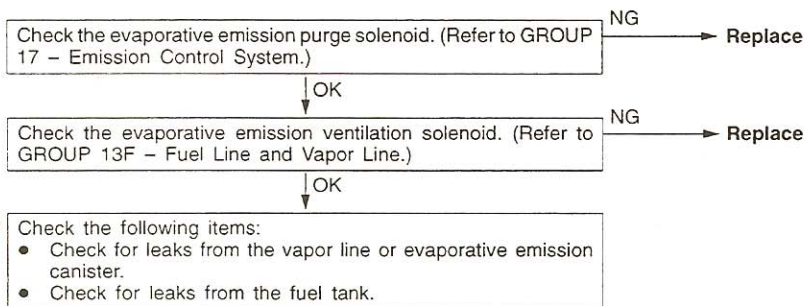 Check the evaporative emission purge solenoid. (Refer to GROUP
17 – Emission Control System.)
NG
Replace
OK
Check the evaporative emission ventilation solenoid. (Refer to
GROUP 13F – Fuel Line and Vapor Line.)
NG
Replace
OK
Check the following items:
● Check for leaks from the vapor line or evaporative emission
canister.
● Check for leaks from the fuel tank.